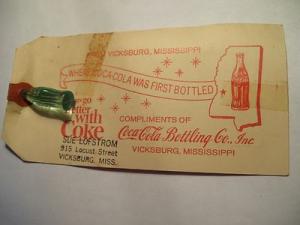 VICKSBURG, MISSISSIPPI
WHERE COCA-COLA WAS FIRST BOTTLED
go
better
with
Coke
COMPLIMENTS OF
Coca-Cola Bottling Co., Inc.
VICKSBURG, MISSISSIPPI
SUE LOFSTROM
915 Locust Street
VICKSBURG, MISS.